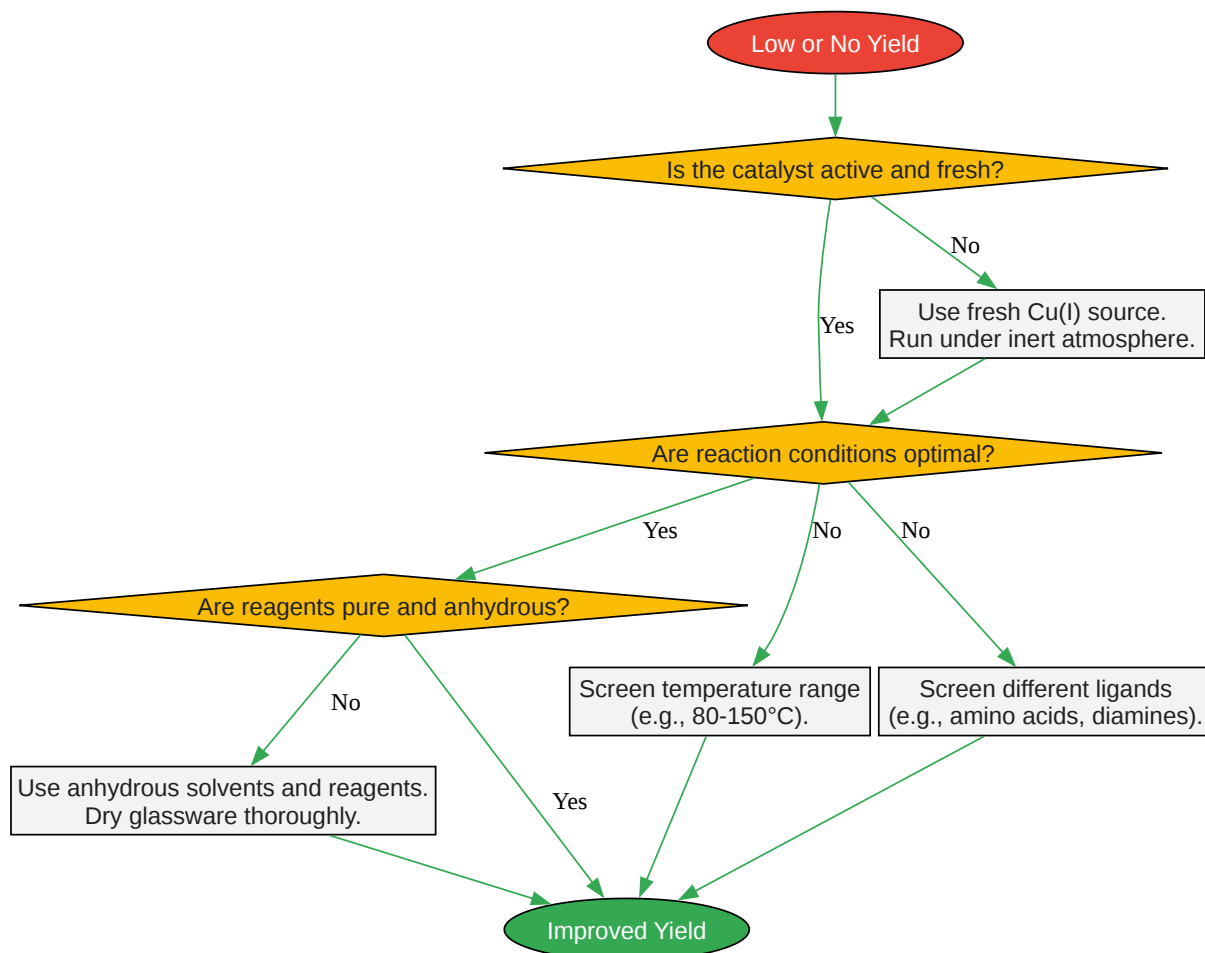 Low or No Yield
Is the catalyst active and fresh?
No
Use fresh Cu(I) source.
Run under inert atmosphere.
Yes
Are reaction conditions optimal?
Yes
No
No
Are reagents pure and anhydrous?
Screen temperature range
(e.g., 80-150°C).
Screen different ligands
(e.g., amino acids, diamines).
No
Use anhydrous solvents and reagents.
Dry glassware thoroughly.
Yes
Improved Yield